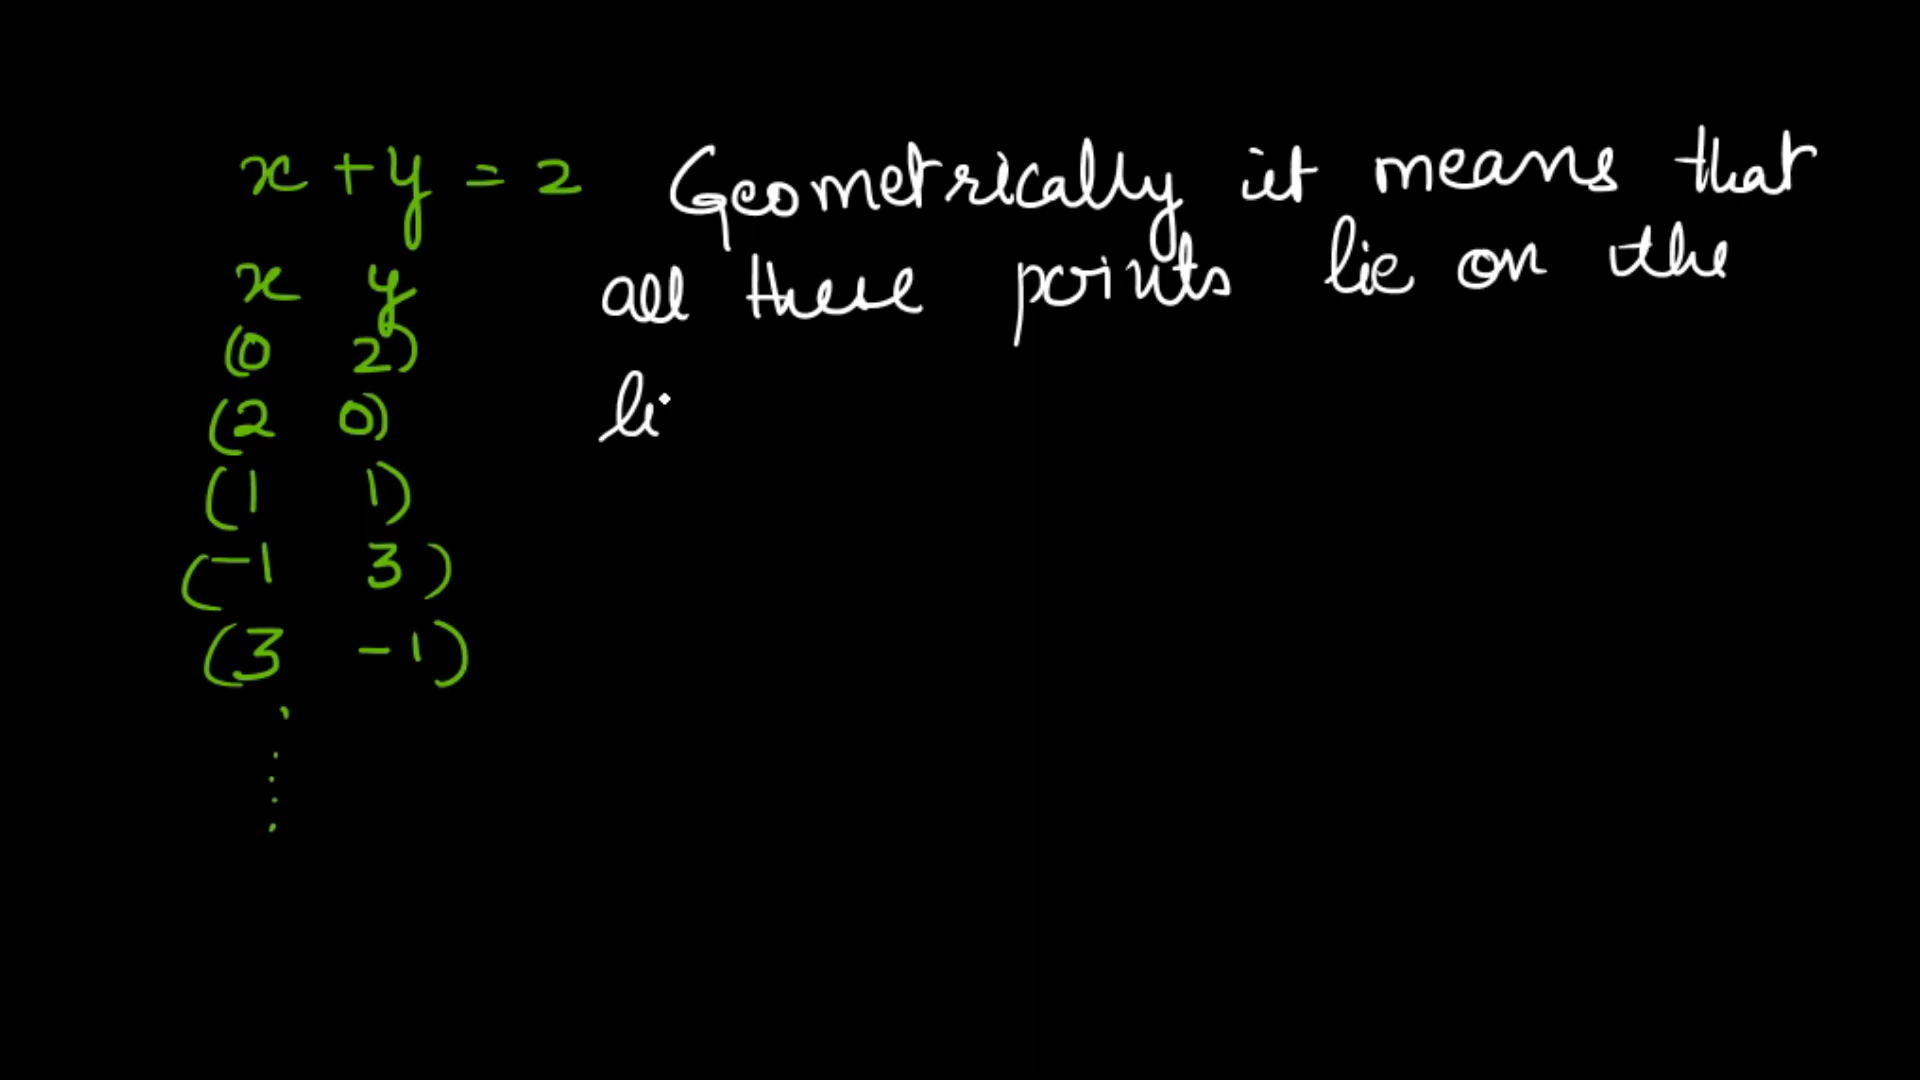 x + y = 2 Geometrically it means that
x y all these points lie on the
(0 2)
(2 0) li
(1 1)
(-1 3)
(3 -1)